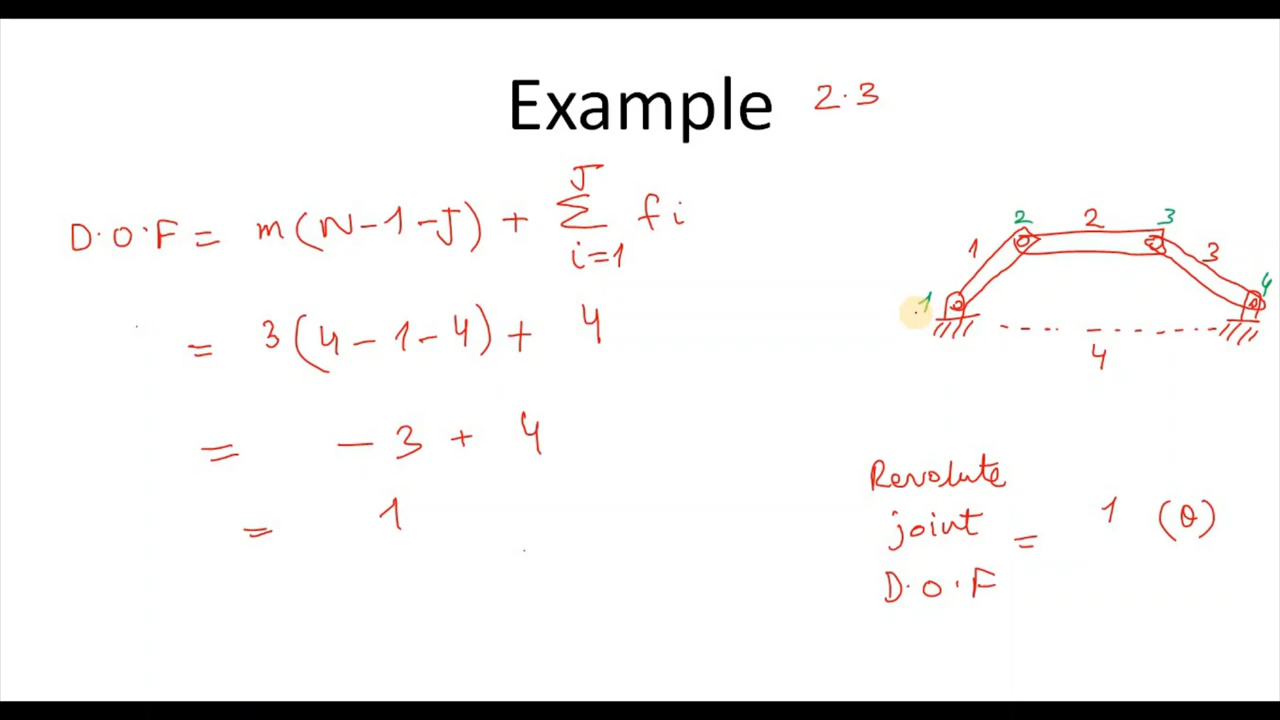 Example 2.3
D.O.F = m(N-1-J) + Σ fi
J
i=1
= 3(4-1-4) + 4
= -3 + 4
= 1
1 2 3 4
1 2 3
4
Revolute
joint = 1 (θ)
D.O.F